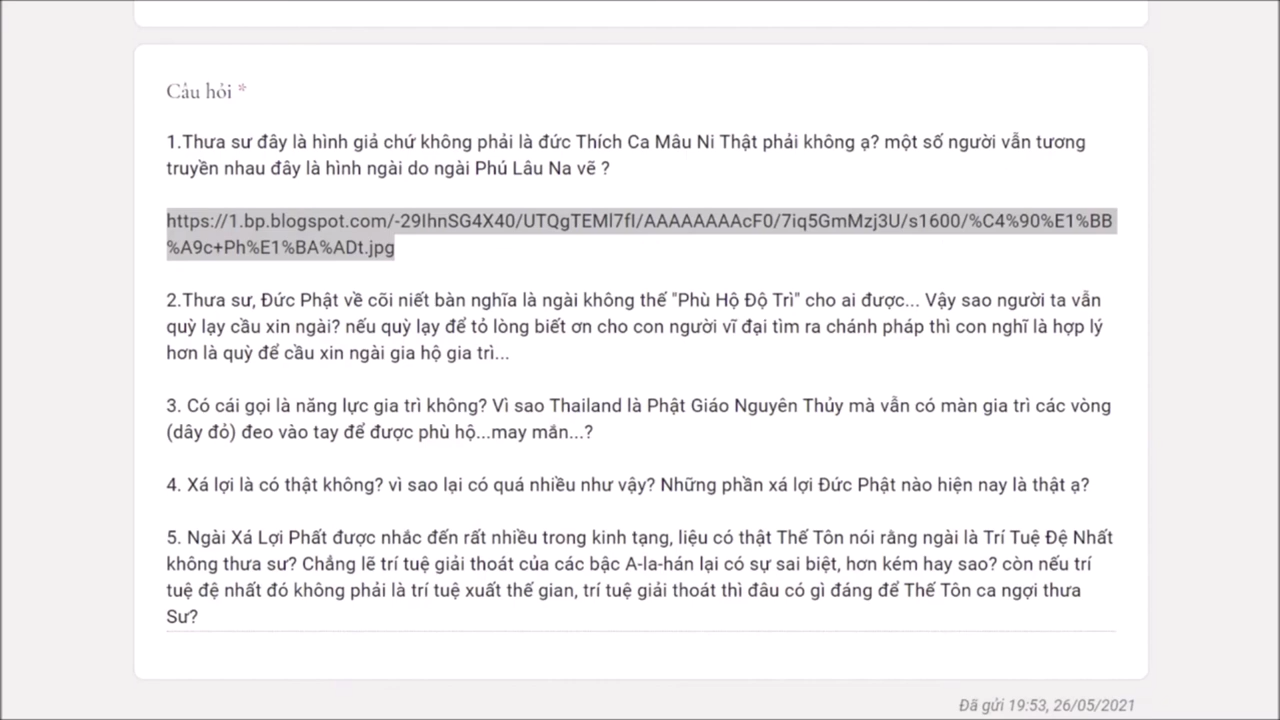 Câu hỏi *
1.Thưa sư đây là hình giả chứ không phải là đức Thích Ca Mâu Ni Thật phải không ạ? một số người vẫn tương
truyền nhau đây là hình ngài do ngài Phú Lâu Na vẽ ?
https://1.bp.blogspot.com/-29IhnSG4X40/UTQgTEMl7fI/AAAAAAAAcF0/7iq5GmMzj3U/s1600/%C4%90%E1%BB
%A9c+Ph%E1%BA%ADt.jpg
2.Thưa sư, Đức Phật về cõi niết bàn nghĩa là ngài không thể "Phù Hộ Độ Trì" cho ai được... Vậy sao người ta vẫn
quỳ lạy cầu xin ngài? nếu quỳ lạy để tỏ lòng biết ơn cho con người vĩ đại tìm ra chánh pháp thì con nghĩ là hợp lý
hơn là quỳ để cầu xin ngài gia hộ gia trì...
3. Có cái gọi là năng lực gia trì không? Vì sao Thailand là Phật Giáo Nguyên Thủy mà vẫn có màn gia trì các vòng
(dây đỏ) đeo vào tay để được phù hộ...may mắn...?
4. Xá lợi là có thật không? vì sao lại có quá nhiều như vậy? Những phần xá lợi Đức Phật nào hiện nay là thật ạ?
5. Ngài Xá Lợi Phất được nhắc đến rất nhiều trong kinh tạng, liệu có thật Thế Tôn nói rằng ngài là Trí Tuệ Đệ Nhất
không thưa sư? Chẳng lẽ trí tuệ giải thoát của các bậc A-la-hán lại có sự sai biệt, hơn kém hay sao? còn nếu trí
tuệ đệ nhất đó không phải là trí tuệ xuất thế gian, trí tuệ giải thoát thì đâu có gì đáng để Thế Tôn ca ngợi thưa
Sư?
Đã gửi 19:53, 26/05/2021